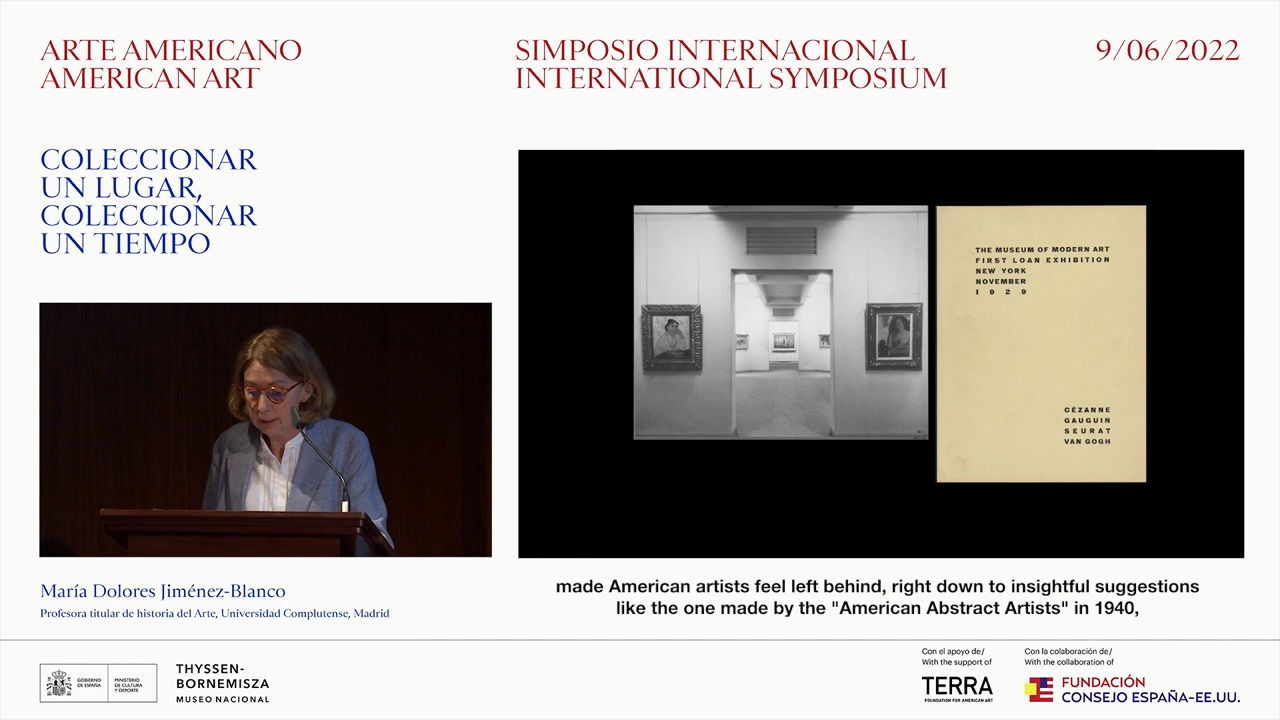 ARTE AMERICANO
AMERICAN ART
SIMPOSIO INTERNACIONAL
INTERNATIONAL SYMPOSIUM
9/06/2022
COLECCIONAR
UN LUGAR,
COLECCIONAR
UN TIEMPO
THE MUSEUM OF MODERN ART
FIRST LOAN EXHIBITION
NEW YORK
NOVEMBER
1 9 2 9
CÉZANNE
GAUGUIN
SEURAT
VAN GOGH
María Dolores Jiménez-Blanco
Profesora titular de historia del Arte, Universidad Complutense, Madrid
made American artists feel left behind, right down to insightful suggestions
like the one made by the "American Abstract Artists" in 1940,
GOBIERNO
DE ESPAÑA
MINISTERIO
DE CULTURA
Y DEPORTE
THYSSEN-
BORNEMISZA
MUSEO NACIONAL
Con el apoyo de/
With the support of
TERRA
FOUNDATION FOR AMERICAN ART
Con la colaboración de/
With the collaboration of
FUNDACIÓN
CONSEJO ESPAÑA-EE.UU.